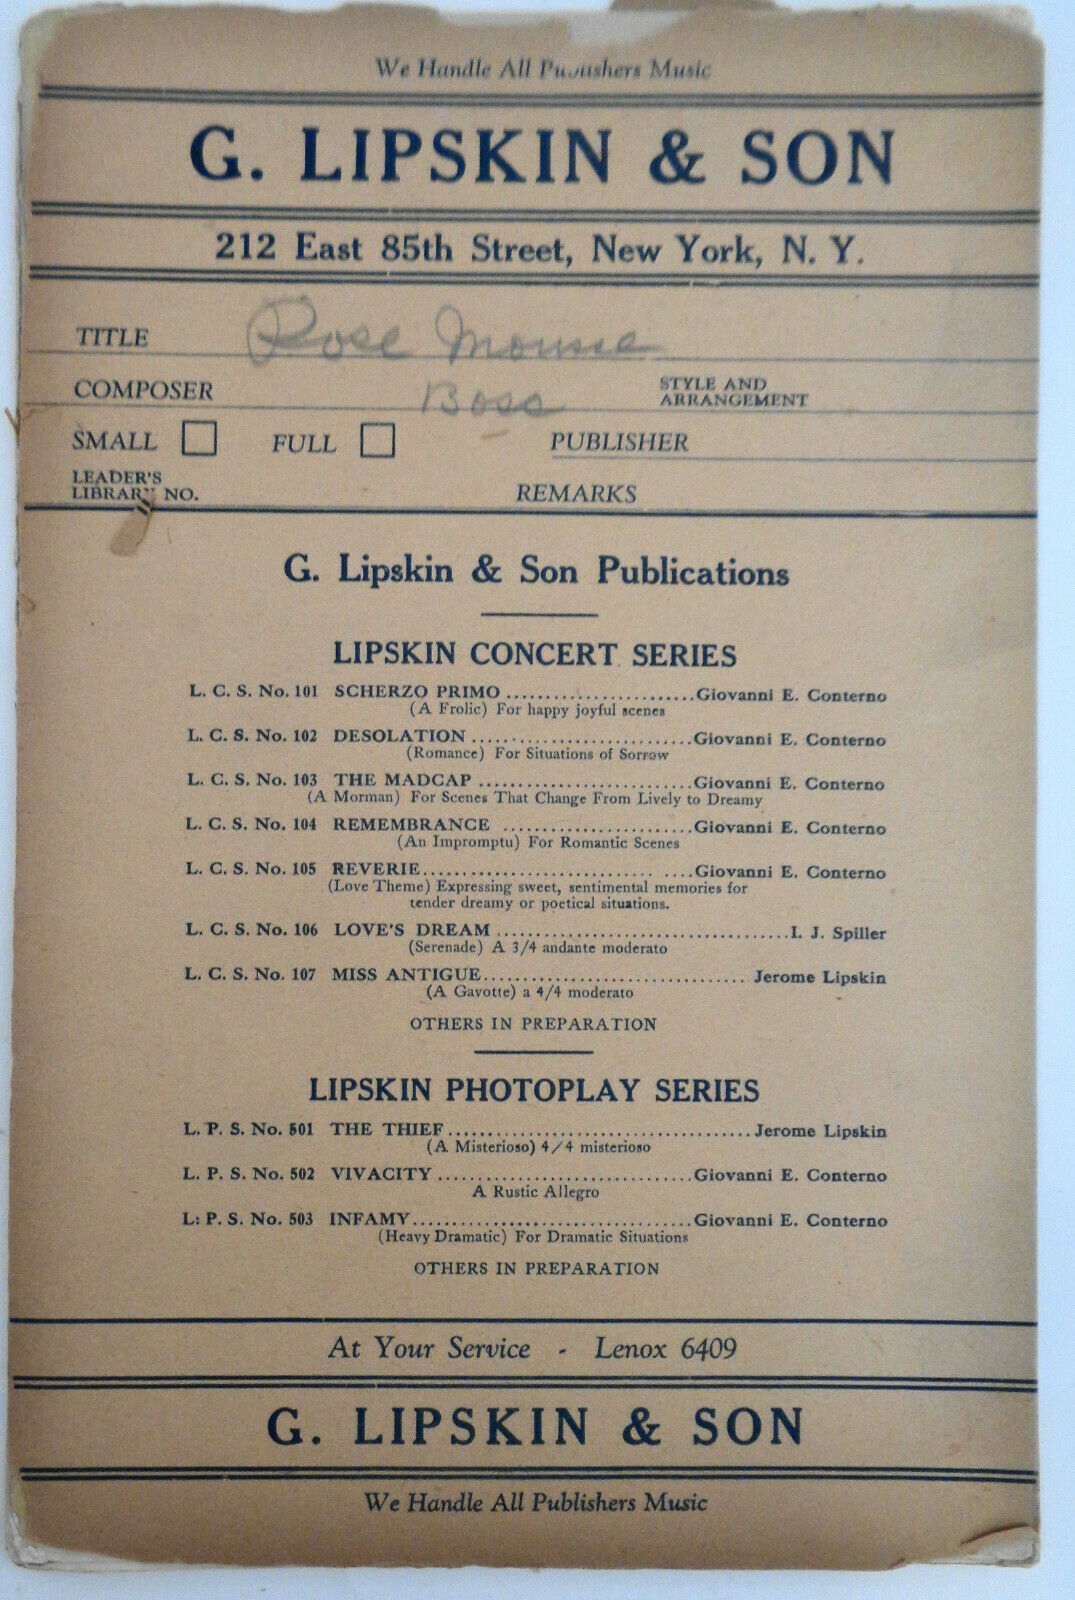 We Handle All Publishers Music
G. LIPSKIN & SON
212 East 85th Street, New York, N. Y.
TITLE Rose Mousse
COMPOSER Bosc STYLE AND ARRANGEMENT
SMALL FULL PUBLISHER
LEADER'S LIBRARY NO. REMARKS
G. Lipskin & Son Publications
LIPSKIN CONCERT SERIES
L. C. S. No. 101 SCHERZO PRIMO ........................Giovanni E. Conterno
(A Frolic) For happy joyful scenes
L. C. S. No. 102 DESOLATION ............................Giovanni E. Conterno
(Romance) For Situations of Sorrow
L. C. S. No. 103 THE MADCAP ............................Giovanni E. Conterno
(A Morman) For Scenes That Change From Lively to Dreamy
L. C. S. No. 104 REMEMBRANCE ........................Giovanni E. Conterno
(An Impromptu) For Romantic Scenes
L. C. S. No. 105 REVERIE.............................. ....Giovanni E. Conterno
(Love Theme) Expressing sweet, sentimental memories for
tender dreamy or poetical situations.
L. C. S. No. 106 LOVE'S DREAM ......................................I. J. Spiller
(Serenade) A 3/4 andante moderato
L. C. S. No. 107 MISS ANTIGUE.................................. Jerome Lipskin
(A Gavotte) a 4/4 moderato
OTHERS IN PREPARATION
LIPSKIN PHOTOPLAY SERIES
L. P. S. No. 501 THE THIEF.......................................Jerome Lipskin
(A Misterioso) 4/4 misterioso
L. P. S. No. 502 VIVACITY .................................Giovanni E. Conterno
A Rustic Allegro
L: P. S. No. 503 INFAMY....................................Giovanni E. Conterno
(Heavy Dramatic) For Dramatic Situations
OTHERS IN PREPARATION
At Your Service - Lenox 6409
G. LIPSKIN & SON
We Handle All Publishers Music